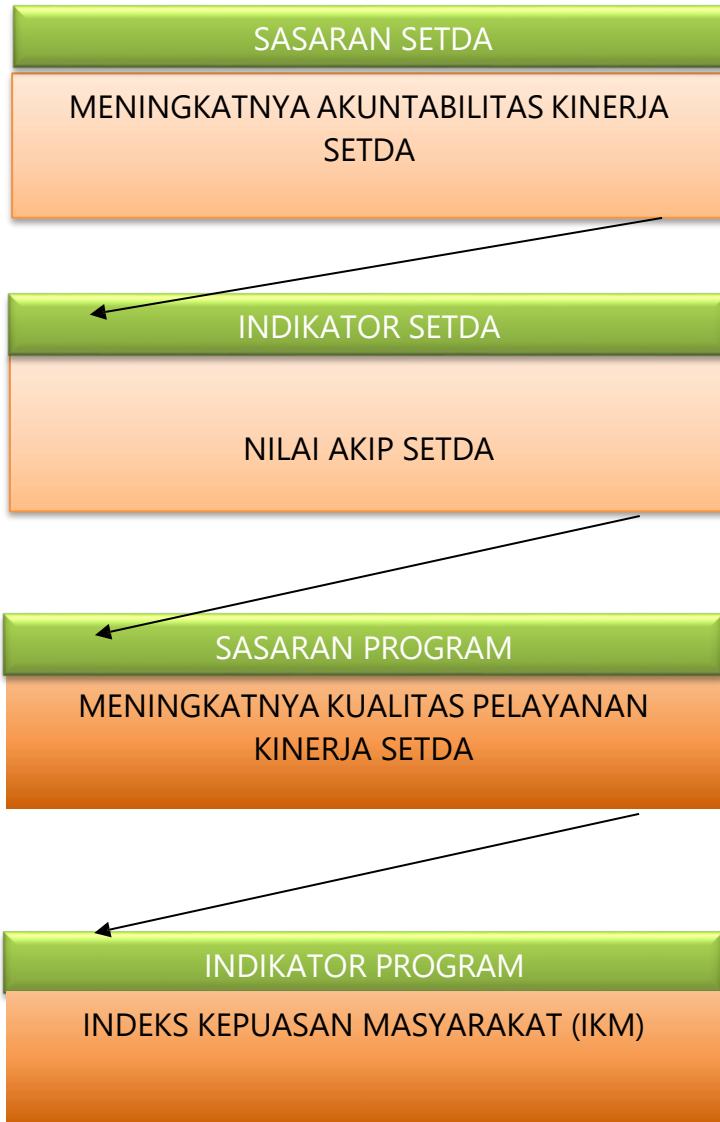 SASARAN SETDA
MENINGKATNYA AKUNTABILITAS KINERJA
SETDA
INDIKATOR SETDA
NILAI AKIP SETDA
SASARAN PROGRAM
MENINGKATNYA KUALITAS PELAYANAN
KINERJA SETDA
INDIKATOR PROGRAM
INDEKS KEPUASAN MASYARAKAT (IKM)